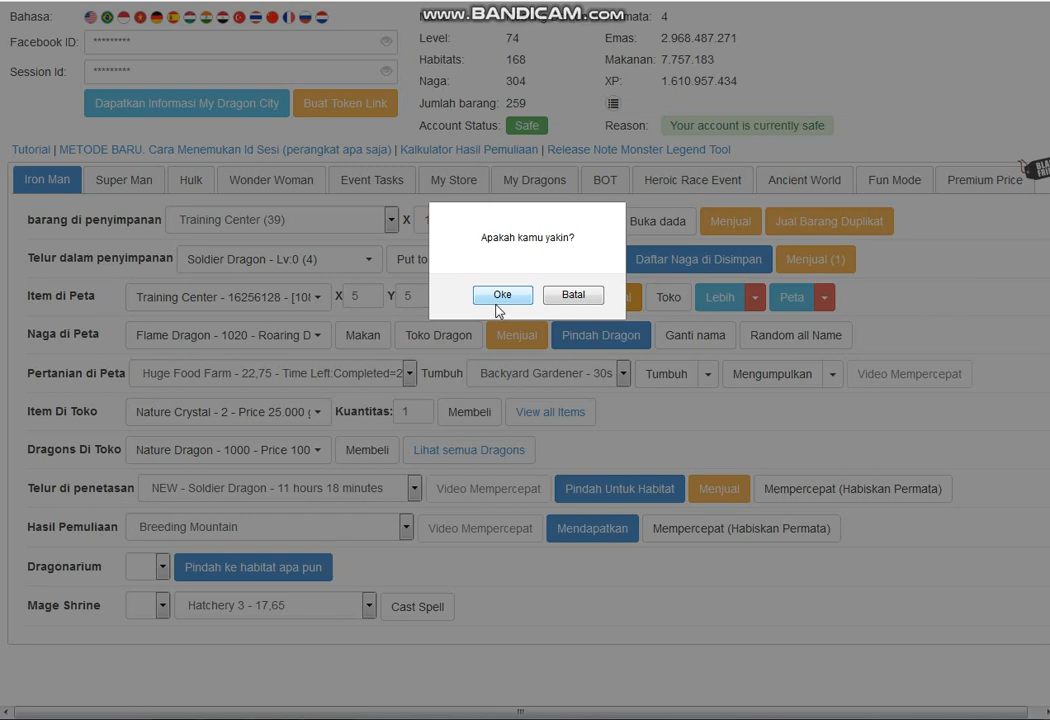 www.BANDICAM.com
Bahasa:
mata: 4
Facebook ID: *********
Level: 74 Emas: 2.968.487.271
Habitats: 168 Makanan: 7.757.183
Session Id: *********
Naga: 304 XP: 1.610.957.434
Dapatkan Informasi My Dragon City Buat Token Link
Jumlah barang: 259
Account Status: Safe Reason: Your account is currently safe
Tutorial | METODE BARU. Cara Menemukan Id Sesi (perangkat apa saja) | Kalkulator Hasil Pemuliaan | Release Note Monster Legend Tool
Iron Man Super Man Hulk Wonder Woman Event Tasks My Store My Dragons BOT Heroic Race Event Ancient World Fun Mode Premium Price
barang di penyimpan Training Center (39) X 1 Buka dada Menjual Jual Barang Duplikat
Apakah kamu yakin?
Telur dalam penyimpan Soldier Dragon - Lv:0 (4) Put to Daftar Naga di Disimpan Menjual (1)
Oke Batal
Item di Peta Training Center - 16256128 - [10 X 5 Y 5 Toko Lebih Peta
Naga di Peta Flame Dragon - 1020 - Roaring D Makan Toko Dragon Menjual Pindah Dragon Ganti nama Random all Name
Pertanian di Peta Huge Food Farm - 22,75 - Time Left:Completed=2 Tumbuh Backyard Gardener - 30s Tumbuh Mengumpulkan Video Mempercepat
Item Di Toko Nature Crystal - 2 - Price 25.000 g Kuantitas: 1 Membeli View all Items
Dragons Di Toko Nature Dragon - 1000 - Price 100 Membeli Lihat semua Dragons
Telur di penetasan NEW - Soldier Dragon - 11 hours 18 minutes Video Mempercepat Pindah Untuk Habitat Menjual Mempercepat (Habiskan Permata)
Hasil Pemuliaan Breeding Mountain Video Mempercepat Mendapatkan Mempercepat (Habiskan Permata)
Dragonarium Pindah ke habitat apa pun
Mage Shrine Hatchery 3 - 17,65 Cast Spell